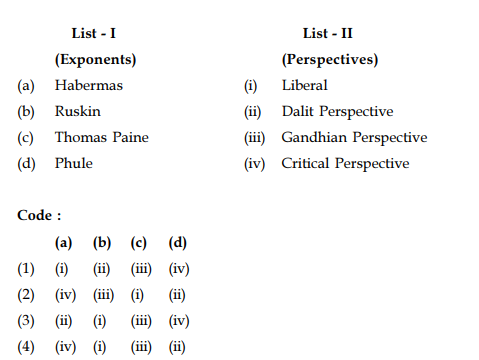 List - I List - II
(Exponents) (Perspectives)
(a) Habermas (i) Liberal
(b) Ruskin (ii) Dalit Perspective
(c) Thomas Paine (iii) Gandhian Perspective
(d) Phule (iv) Critical Perspective
Code :
(a) (b) (c) (d)
(1) (i) (ii) (iii) (iv)
(2) (iv) (iii) (i) (ii)
(3) (ii) (i) (iii) (iv)
(4) (iv) (i) (iii) (ii)